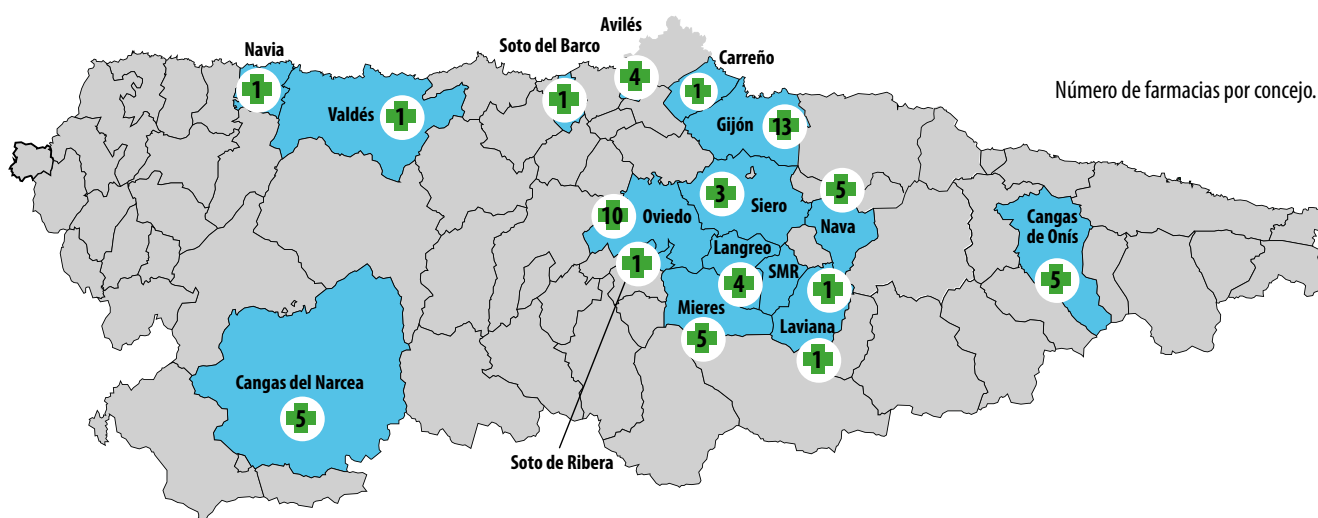 Avilés
Navia
Soto del Barco
Carreño
4
1
1
1
Número de farmacias por concejo.
Valdés
1
Gijón
13
3
5
Siero
10
Oviedo
Nava
Cangas
de Onís
Langreo
1
SMR
4
1
5
Mieres
Laviana
5
1
Cangas del Narcea
5
Soto de Ribera